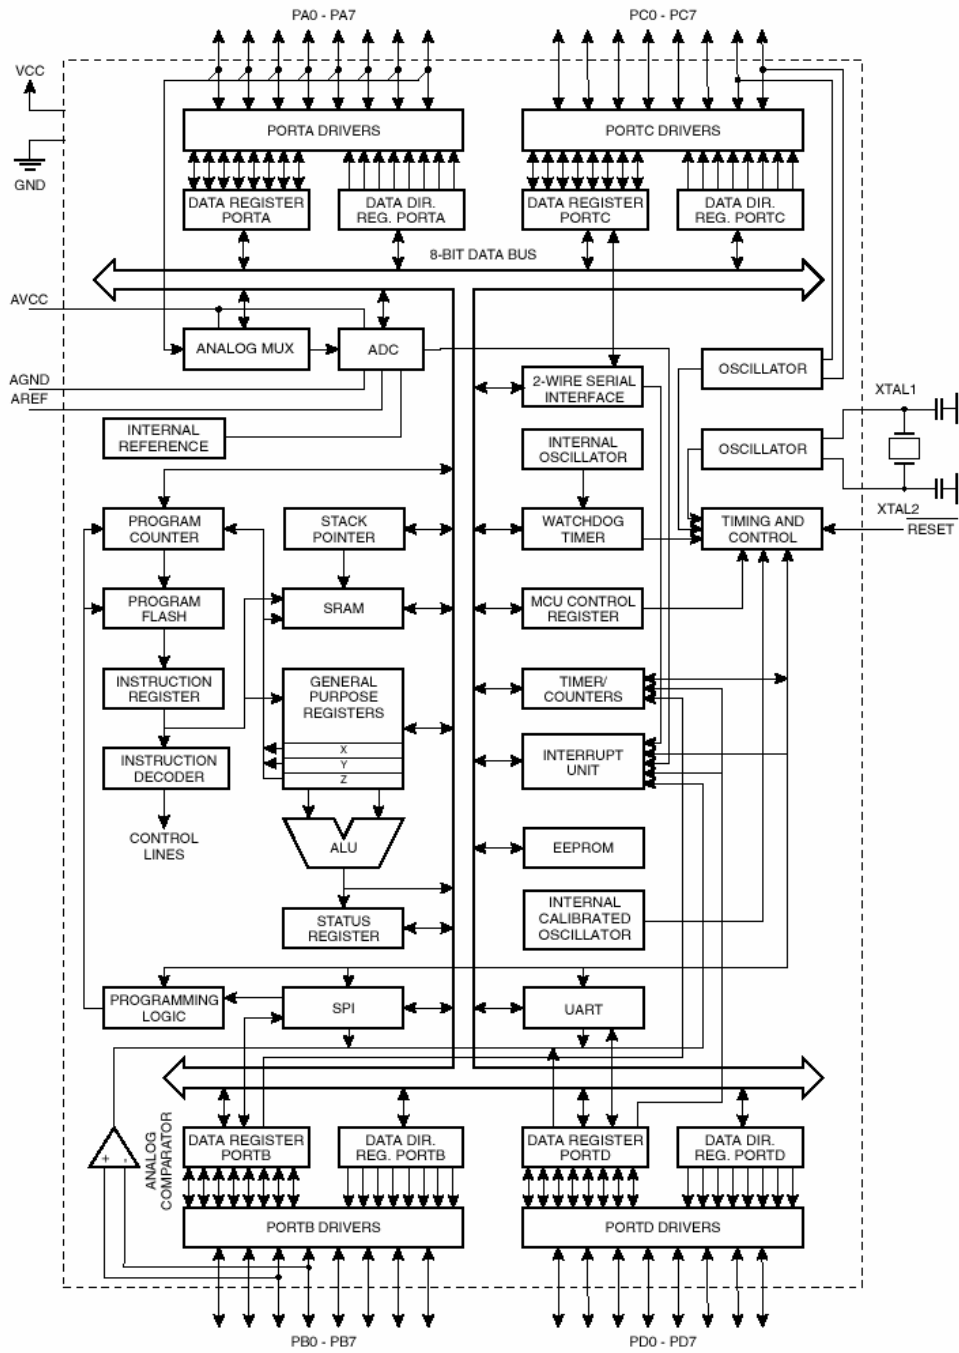 PA0 - PA7
PC0 - PC7
VCC
GND
PORTA DRIVERS
PORTC DRIVERS
DATA REGISTER
PORTA
DATA DIR.
REG. PORTA
DATA REGISTER
PORTC
DATA DIR.
REG. PORTC
8-BIT DATA BUS
AVCC
ANALOG MUX
ADC
AGND
AREF
INTERNAL
REFERENCE
2-WIRE SERIAL
INTERFACE
OSCILLATOR
XTAL1
INTERNAL
OSCILLATOR
OSCILLATOR
XTAL2
PROGRAM
COUNTER
STACK
POINTER
WATCHDOG
TIMER
TIMING AND
CONTROL
RESET
PROGRAM
FLASH
SRAM
MCU CONTROL
REGISTER
INSTRUCTION
REGISTER
GENERAL
PURPOSE
REGISTERS
X
Y
Z
TIMER/
COUNTERS
INSTRUCTION
DECODER
INTERRUPT
UNIT
CONTROL
LINES
ALU
EEPROM
STATUS
REGISTER
INTERNAL
CALIBRATED
OSCILLATOR
PROGRAMMING
LOGIC
SPI
UART
ANALOG
COMPARATOR
+
-
DATA REGISTER
PORTB
DATA DIR.
REG. PORTB
DATA REGISTER
PORTD
DATA DIR.
REG. PORTD
PORTB DRIVERS
PORTD DRIVERS
PB0 - PB7
PD0 - PD7